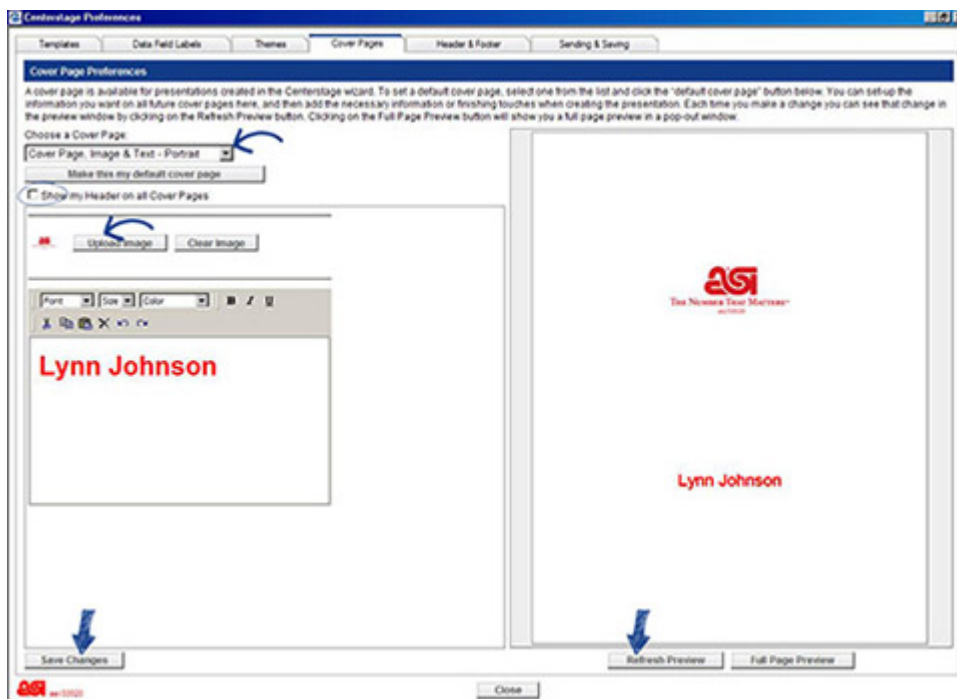 Centerstage Preferences
Templates
Data Field Labels
Themes
Cover Pages
Header & Footer
Sending & Saving
Cover Page Preferences
A cover page is available for presentations created in the Centerstage wizard. To set a default cover page, select one from the list and click the "default cover page" button below. You can set-up the
information you want on all future cover pages here, and then add the necessary information or finishing touches when creating the presentation. Each time you make a change you can see that change in
the preview window by clicking on the Refresh Preview button. Clicking on the Full Page Preview button will show you a full page preview in a pop-out window.
Choose a Cover Page:
Cover Page, Image & Text - Portrait
Make this my default cover page
Show my Header on all Cover Pages
Upload Image
Clear Image
Font
Size
Color
B I U
Lynn Johnson
asi
The Number That Matters
Lynn Johnson
Save Changes
Refresh Preview
Full Page Preview
asi
Close